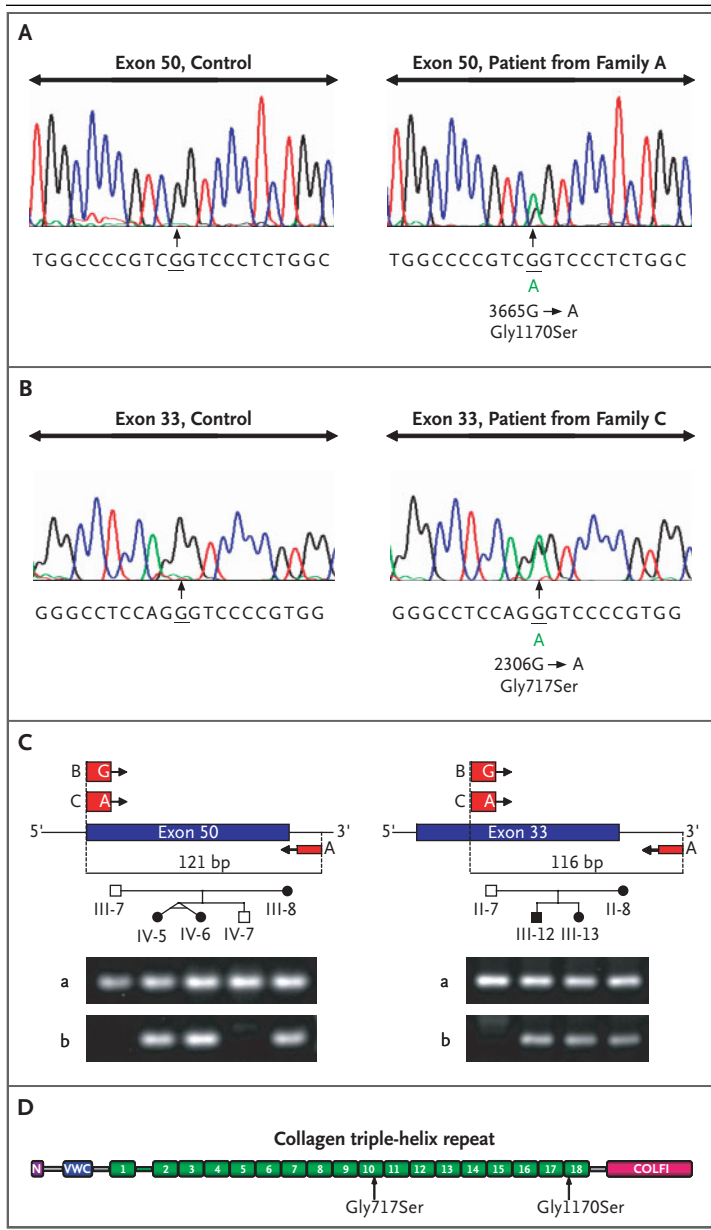 A
Exon 50, Control
Exon 50, Patient from Family A
TGGCCCCGTCGGTCCCTCTGGC
TGGCCCCGTCGGTCCCTCTGGC
A
3665G → A
Gly1170Ser
B
Exon 33, Control
Exon 33, Patient from Family C
GGGCCTCCAGGGTCCCCGTGG
GGGCCTCCAGGGTCCCCGTGG
A
2306G → A
Gly717Ser
C
B G
C A
5' Exon 50 3'
A
121 bp
III-7 III-8
IV-5 IV-6 IV-7
a
b
B G
C A
5' Exon 33 3'
A
116 bp
II-7 II-8
III-12 III-13
a
b
D
Collagen triple-helix repeat
N VWC 1 2 3 4 5 6 7 8 9 10 11 12 13 14 15 16 17 18 COLFI
Gly717Ser Gly1170Ser